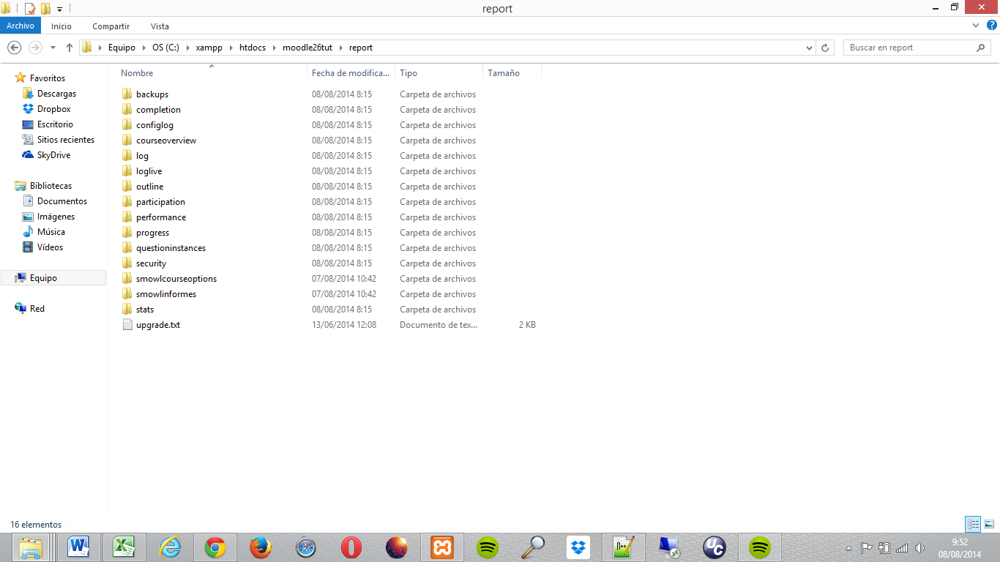 report
Archivo Inicio Compartir Vista
Equipo OS (C:) xampp htdocs moodle26tut report Buscar en report
Nombre Fecha de modifica... Tipo Tamaño
Favoritos
Descargas
Dropbox
Escritorio
Sitios recientes
SkyDrive
Bibliotecas
Documentos
Imágenes
Música
Vídeos
Equipo
Red
backups 08/08/2014 8:15 Carpeta de archivos
completion 08/08/2014 8:15 Carpeta de archivos
configlog 08/08/2014 8:15 Carpeta de archivos
courseoverview 08/08/2014 8:15 Carpeta de archivos
log 08/08/2014 8:15 Carpeta de archivos
loglive 08/08/2014 8:15 Carpeta de archivos
outline 08/08/2014 8:15 Carpeta de archivos
participation 08/08/2014 8:15 Carpeta de archivos
performance 08/08/2014 8:15 Carpeta de archivos
progress 08/08/2014 8:15 Carpeta de archivos
questioninstances 08/08/2014 8:15 Carpeta de archivos
security 08/08/2014 8:15 Carpeta de archivos
smowlcourseoptions 07/08/2014 10:42 Carpeta de archivos
smowlinformes 07/08/2014 10:42 Carpeta de archivos
stats 08/08/2014 8:15 Carpeta de archivos
upgrade.txt 13/06/2014 12:08 Documento de tex... 2 KB
16 elementos
9:52
08/08/2014